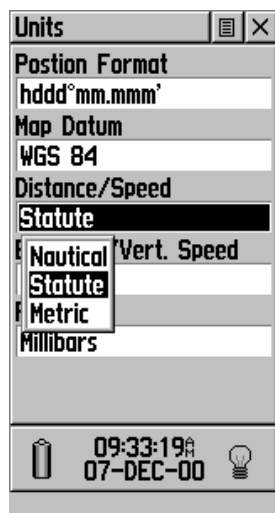 Units
Postion Format
hddd°mm.mmm'
Map Datum
WGS 84
Distance/Speed
Statute
/Vert. Speed
Nautical
Statute
Metric
Millibars
09:33:19AM
07-DEC-00